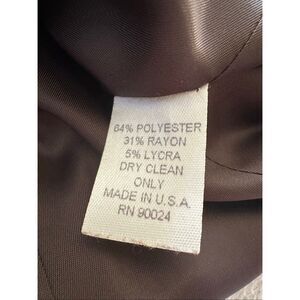 64% POLYESTER
31% RAYON
5% LYCRA
DRY CLEAN
ONLY
MADE IN U.S.A.
RN 90024